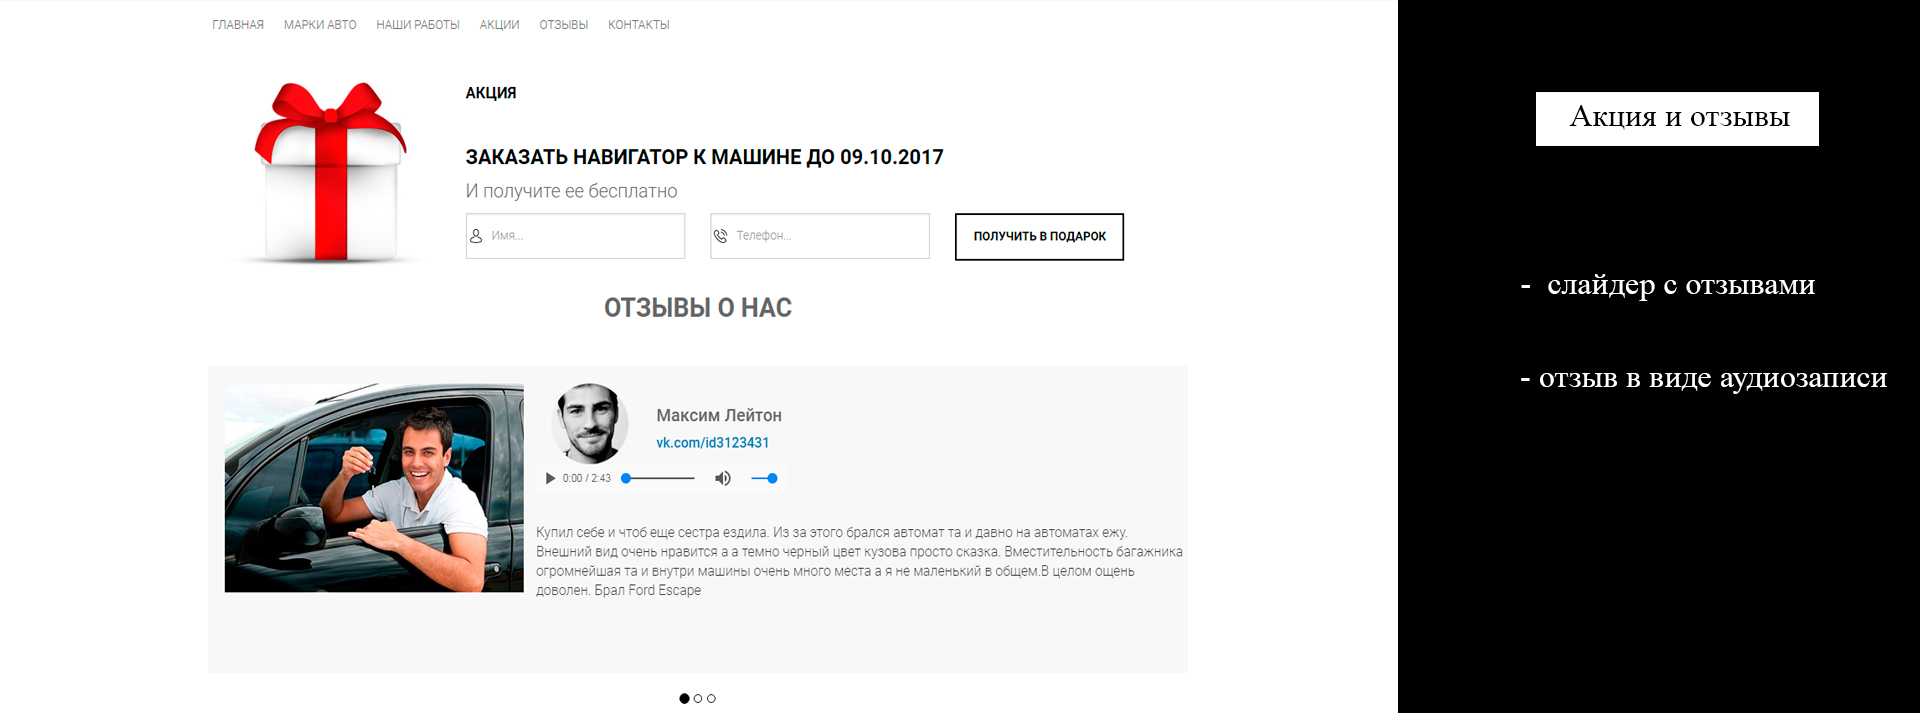 ГЛАВНАЯ МАРКИ АВТО НАШИ РАБОТЫ АКЦИИ ОТЗЫВЫ КОНТАКТЫ
АКЦИЯ
ЗАКАЗАТЬ НАВИГАТОР К МАШИНЕ ДО 09.10.2017
И получите ее бесплатно
Имя... Телефон... ПОЛУЧИТЬ В ПОДАРОК
ОТЗЫВЫ О НАС
Максим Лейтон
vk.com/id3123431
0:00 / 2:43
Купил себе и чтоб еще сестра ездила. Из за этого брался автомат та и давно на автоматах ежу.
Внешний вид очень нравится а а темно черный цвет кузова просто сказка. Вместительность багажника
огромнейшая та и внутри машины очень много места а я не маленький в общем.В целом ощень
доволен. Брал Ford Escape
Акция и отзывы
- слайдер с отзывами
- отзыв в виде аудиозаписи